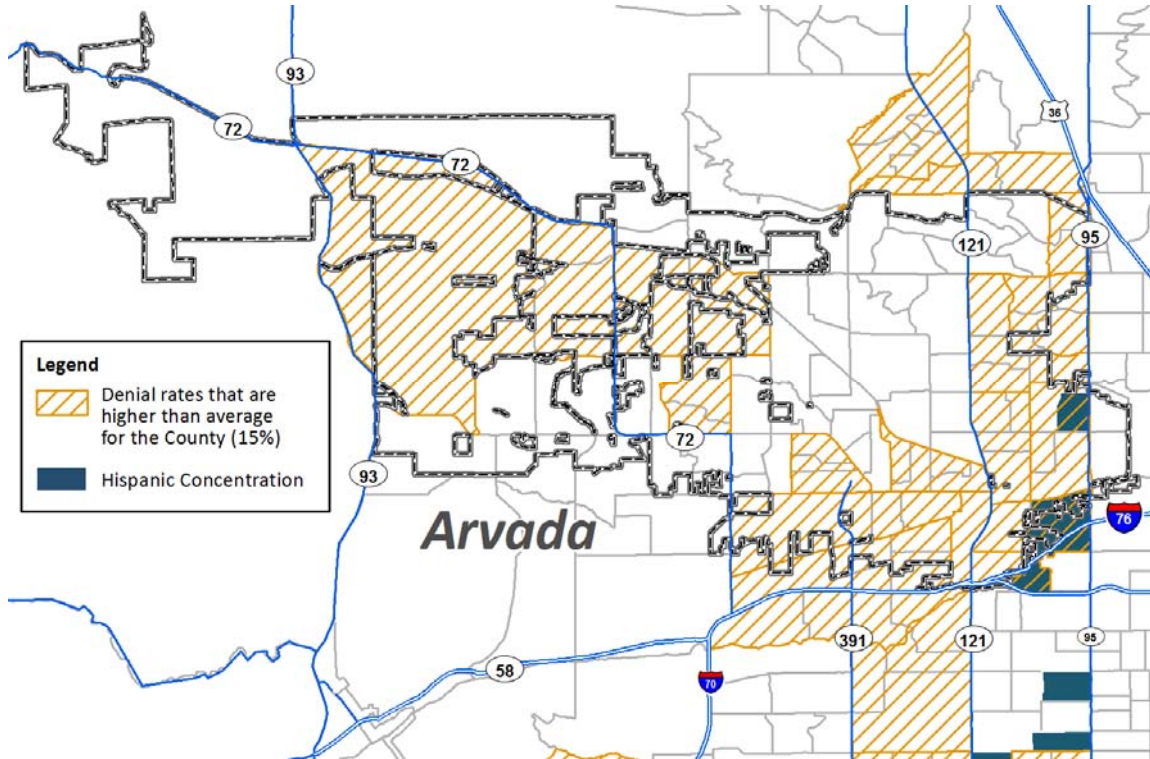 93
36
72
72
95
121
Legend
Denial rates that are
higher than average
for the County (15%)
Hispanic Concentration
72
93
Arvada
76
391
121
95
58
70